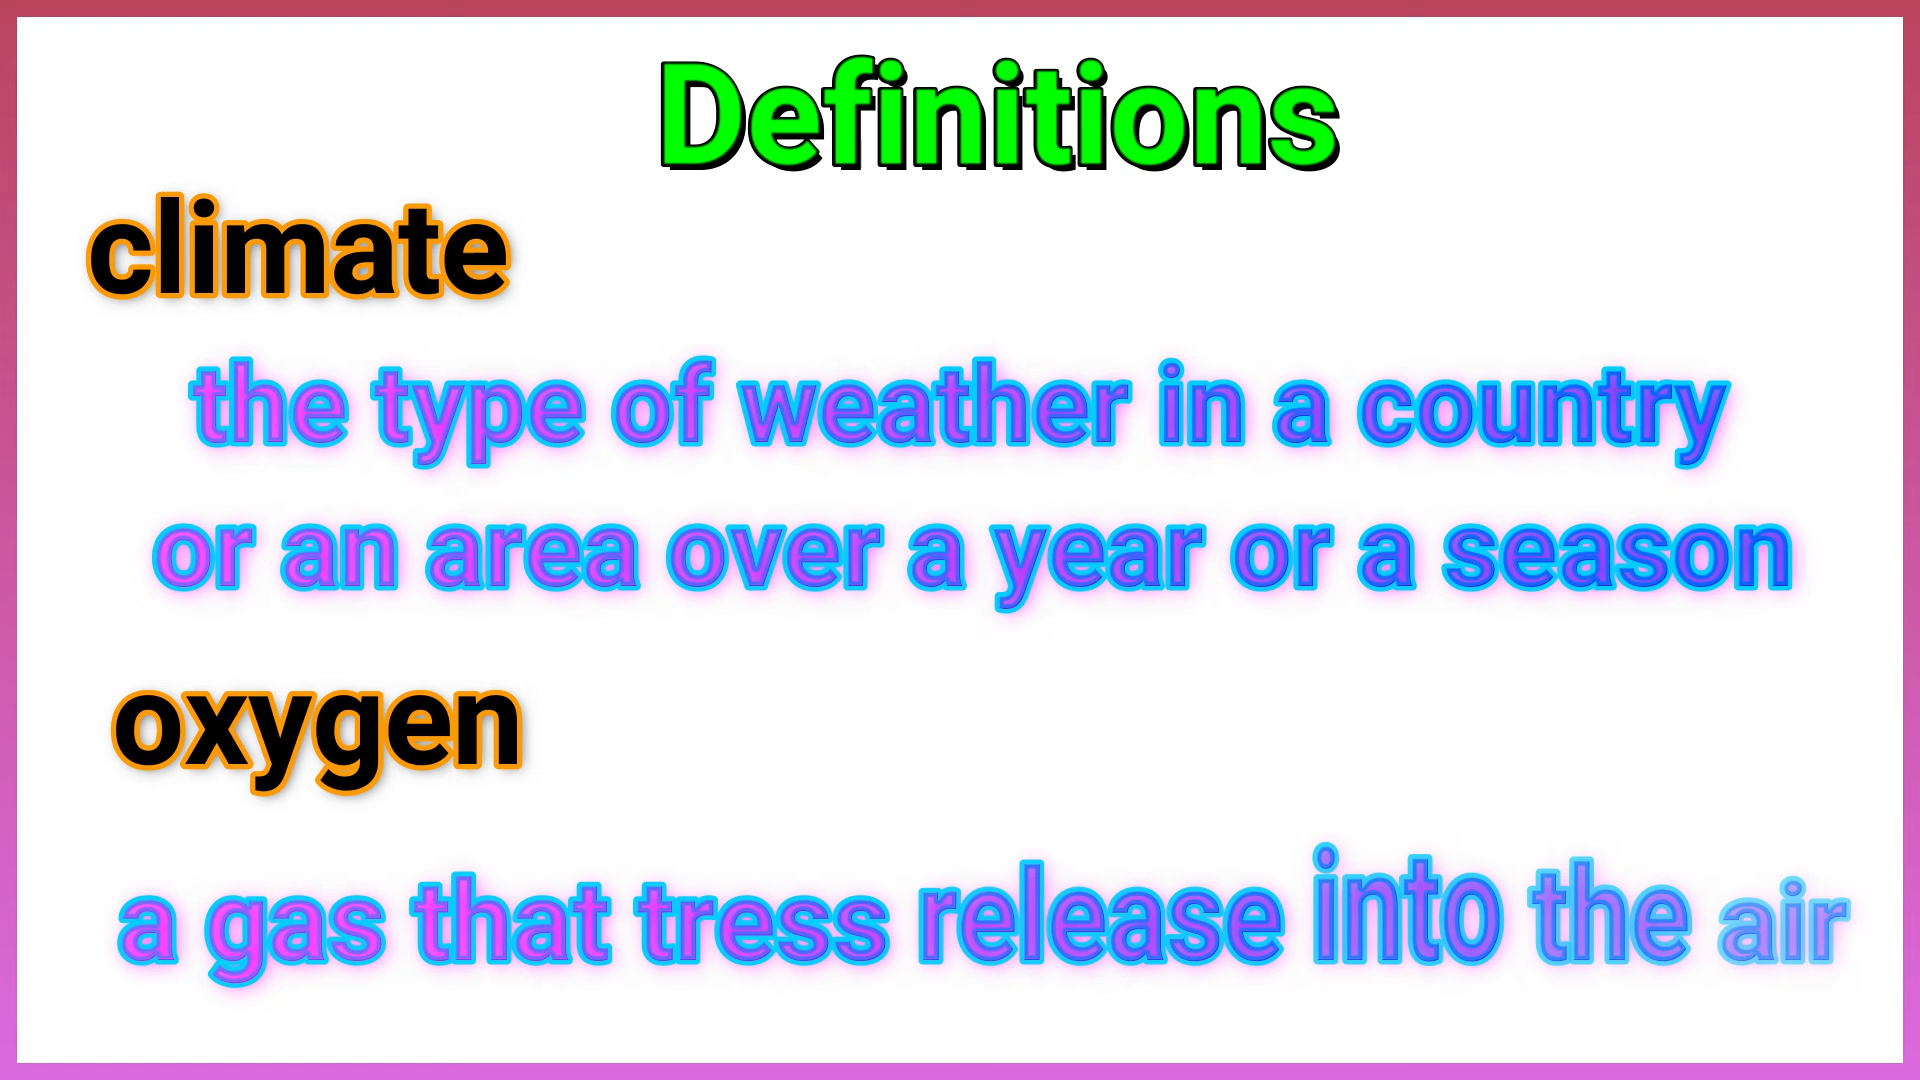 Definitions
climate
the type of weather in a country
or an area over a year or a season
oxygen
a gas that tress release into the air